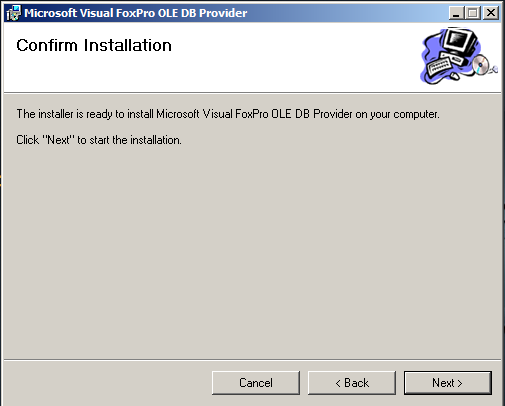 Microsoft Visual FoxPro OLE DB Provider
Confirm Installation
The installer is ready to install Microsoft Visual FoxPro OLE DB Provider on your computer.
Click "Next" to start the installation.
Cancel
< Back
Next >